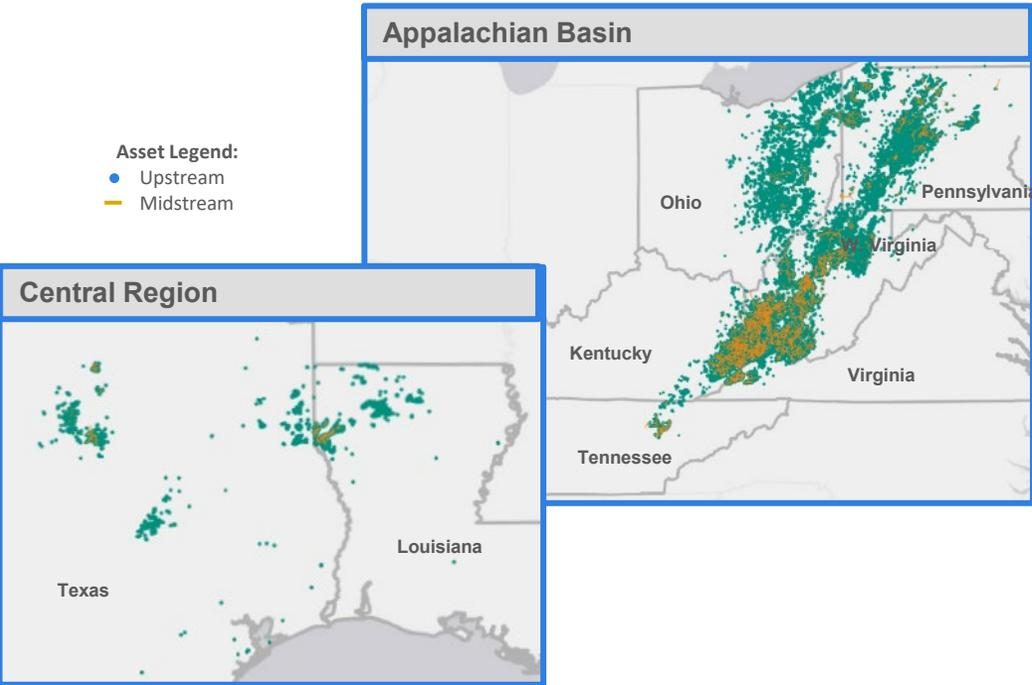 Appalachian Basin
Asset Legend:
Upstream
Midstream
Ohio
Pennsylvania
W. Virginia
Kentucky
Virginia
Tennessee
Central Region
Louisiana
Texas